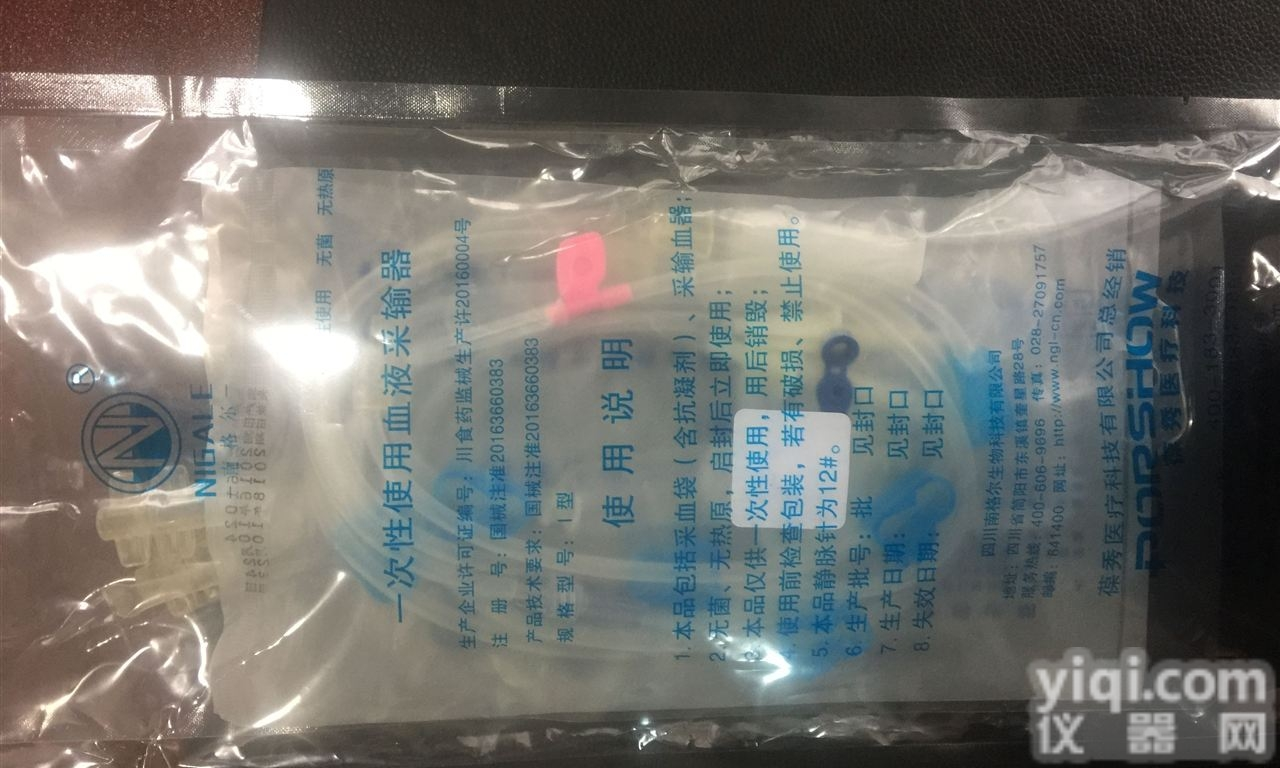 一次性使用 无菌 无热原
®
NIGALE
南格尔
一次性使用血液采输器
生产企业许可证编号：川食药监械生产许20160004号
注 册 号：国械注准20163660383
产品技术要求：国械注准20163660383
规格型号：I型
使用说明
1.本品包括采血袋（含抗凝剂）、采输血器；
2.无菌、无热原，启封后立即使用；
3.本品仅供一次性使用，用后销毁；
4.使用前检查包装，若有破损、禁止使用。
5.本品静脉针为12#。
6.生产批号：批 见封口
7.生产日期： 见封口
8.失效日期： 见封口
四川南格尔生物科技有限公司
地址：四川省简阳市东溪镇奎星路28号
服务热线：400-606-9896 传真：028-27091757
邮编：641400 网址：http://www.ngl-cn.com
葆秀医疗科技有限公司总经销
PORSHOW
葆秀医疗科技
yiqi.com
仪器网